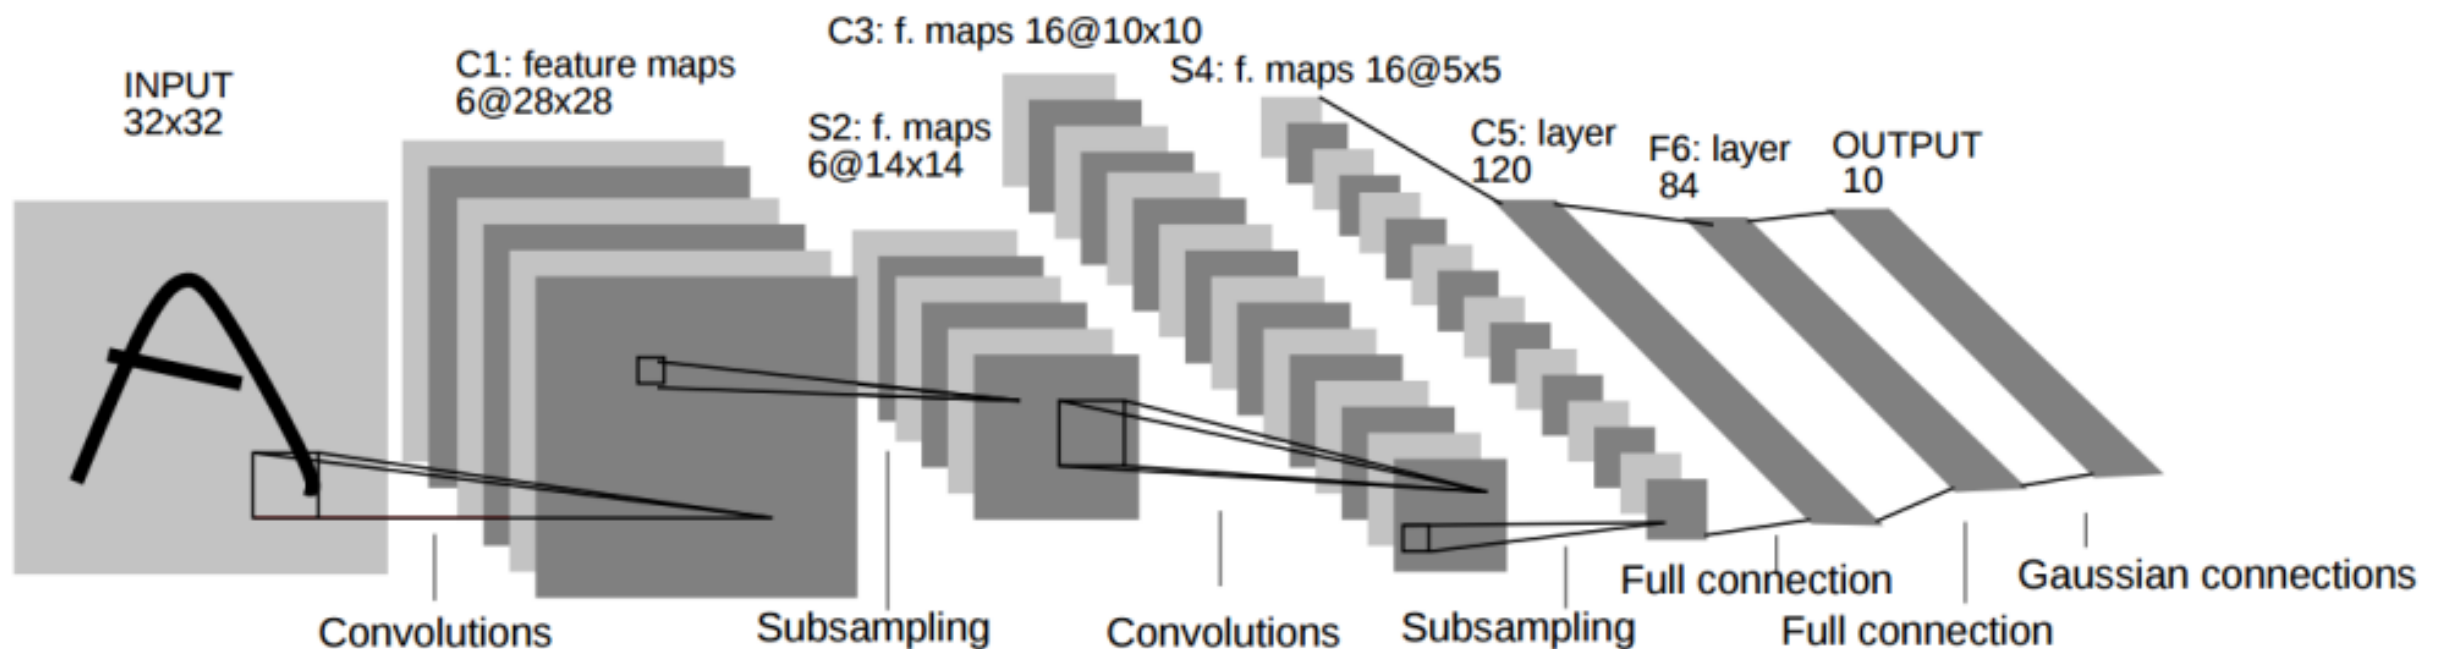 INPUT
32x32
C1: feature maps
6@28x28
S2: f. maps
6@14x14
C3: f. maps 16@10x10
S4: f. maps 16@5x5
C5: layer
120
F6: layer
84
OUTPUT
10
Convolutions
Subsampling
Convolutions
Subsampling
Full connection
Full connection
Gaussian connections